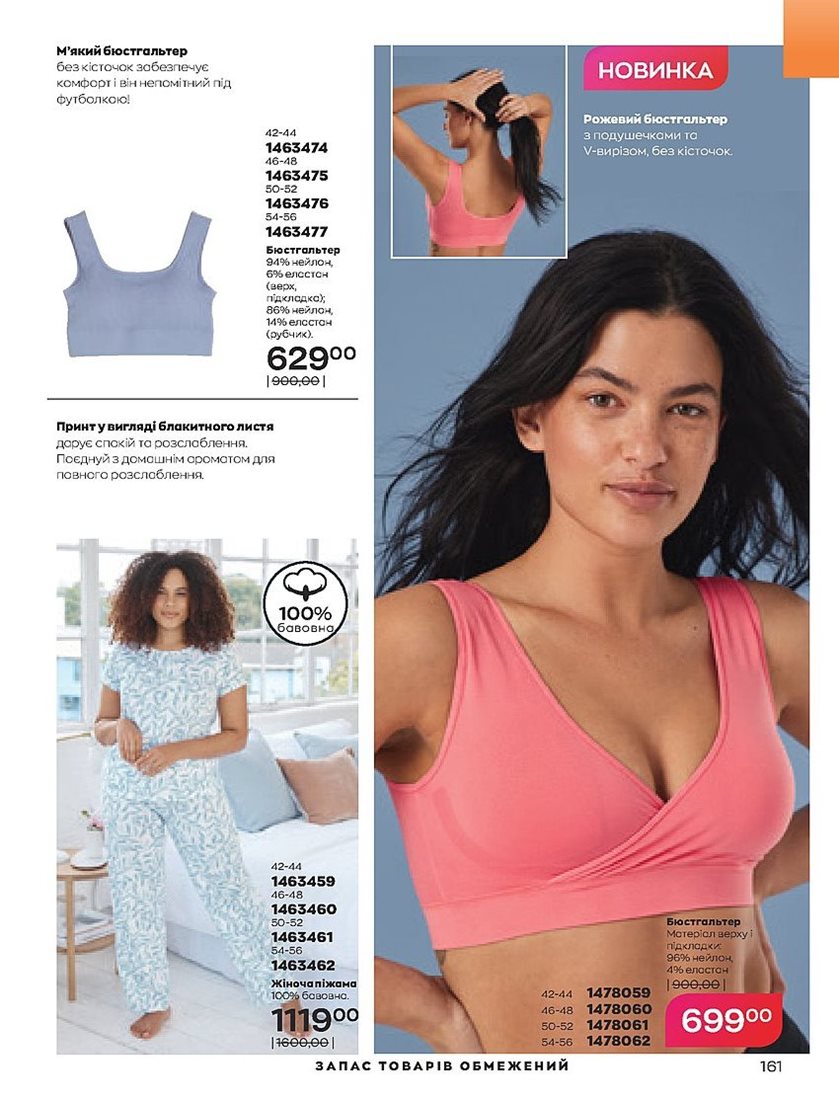 М’який бюстгальтер
без кісточок забезпечує
комфорт і він непомітний під
футболкою!
42-44
1463474
46-48
1463475
50-52
1463476
54-56
1463477
Бюстгальтер
94% нейлон,
6% еластан
(верх,
підкладка);
86% нейлон,
14% еластан
(рубчик).
62900
|900,00|
Принт у вигляді блакитного листя
дарує спокій та розслаблення.
Поєднуй з домашнім ароматом для
повного розслаблення.
100%
бавовна
42-44
1463459
46-48
1463460
50-52
1463461
54-56
1463462
Жіноча піжама
100% бавовна.
111900
|1600,00|
НОВИНКА
Рожевий бюстгальтер
з подушечками та
V-вирізом, без кісточок.
Бюстгальтер
Матеріал верху і
підкладки:
96% нейлон,
4% еластан
|900,00|
42-44 1478059
46-48 1478060
50-52 1478061
54-56 1478062
69900
ЗАПАС ТОВАРІВ ОБМЕЖЕНИЙ
161